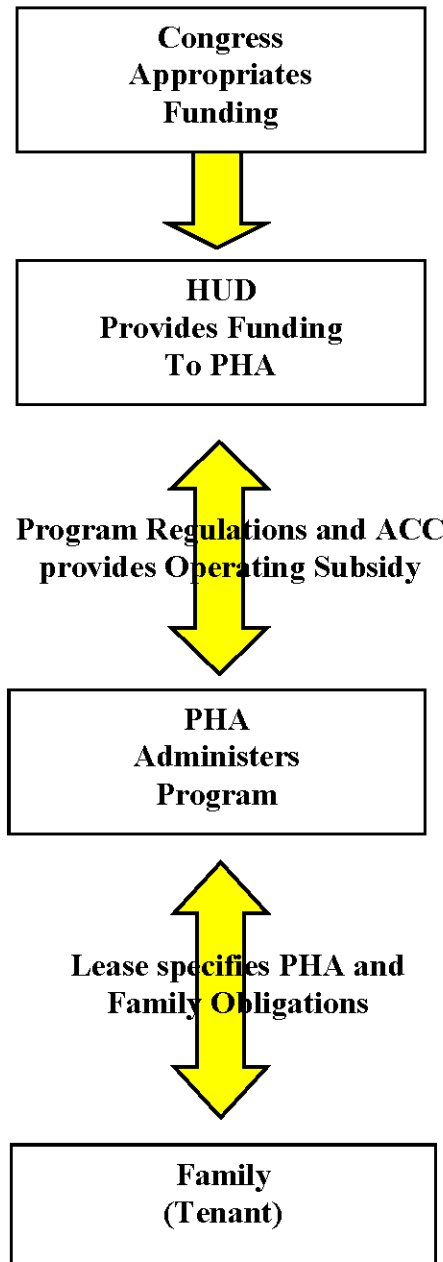 Congress
Appropriates
Funding
HUD
Provides Funding
To PHA
Program Regulations and ACC
provides Operating Subsidy
PHA
Administers
Program
Lease specifies PHA and
Family Obligations
Family
(Tenant)